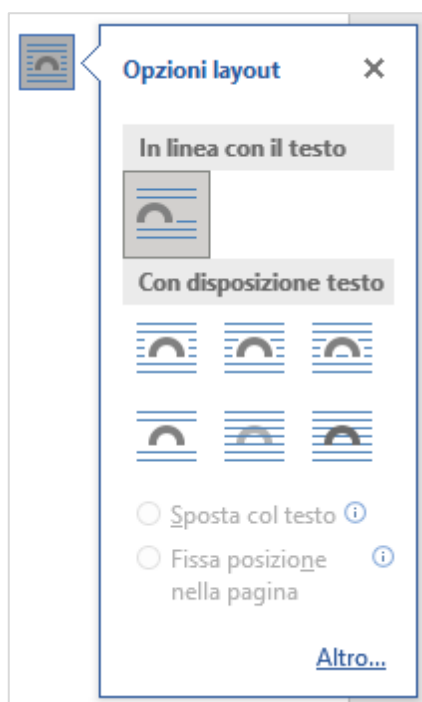 Opzioni layout
In linea con il testo
Con disposizione testo
Sposta col testo
Fissa posizione
nella pagina
Altro...